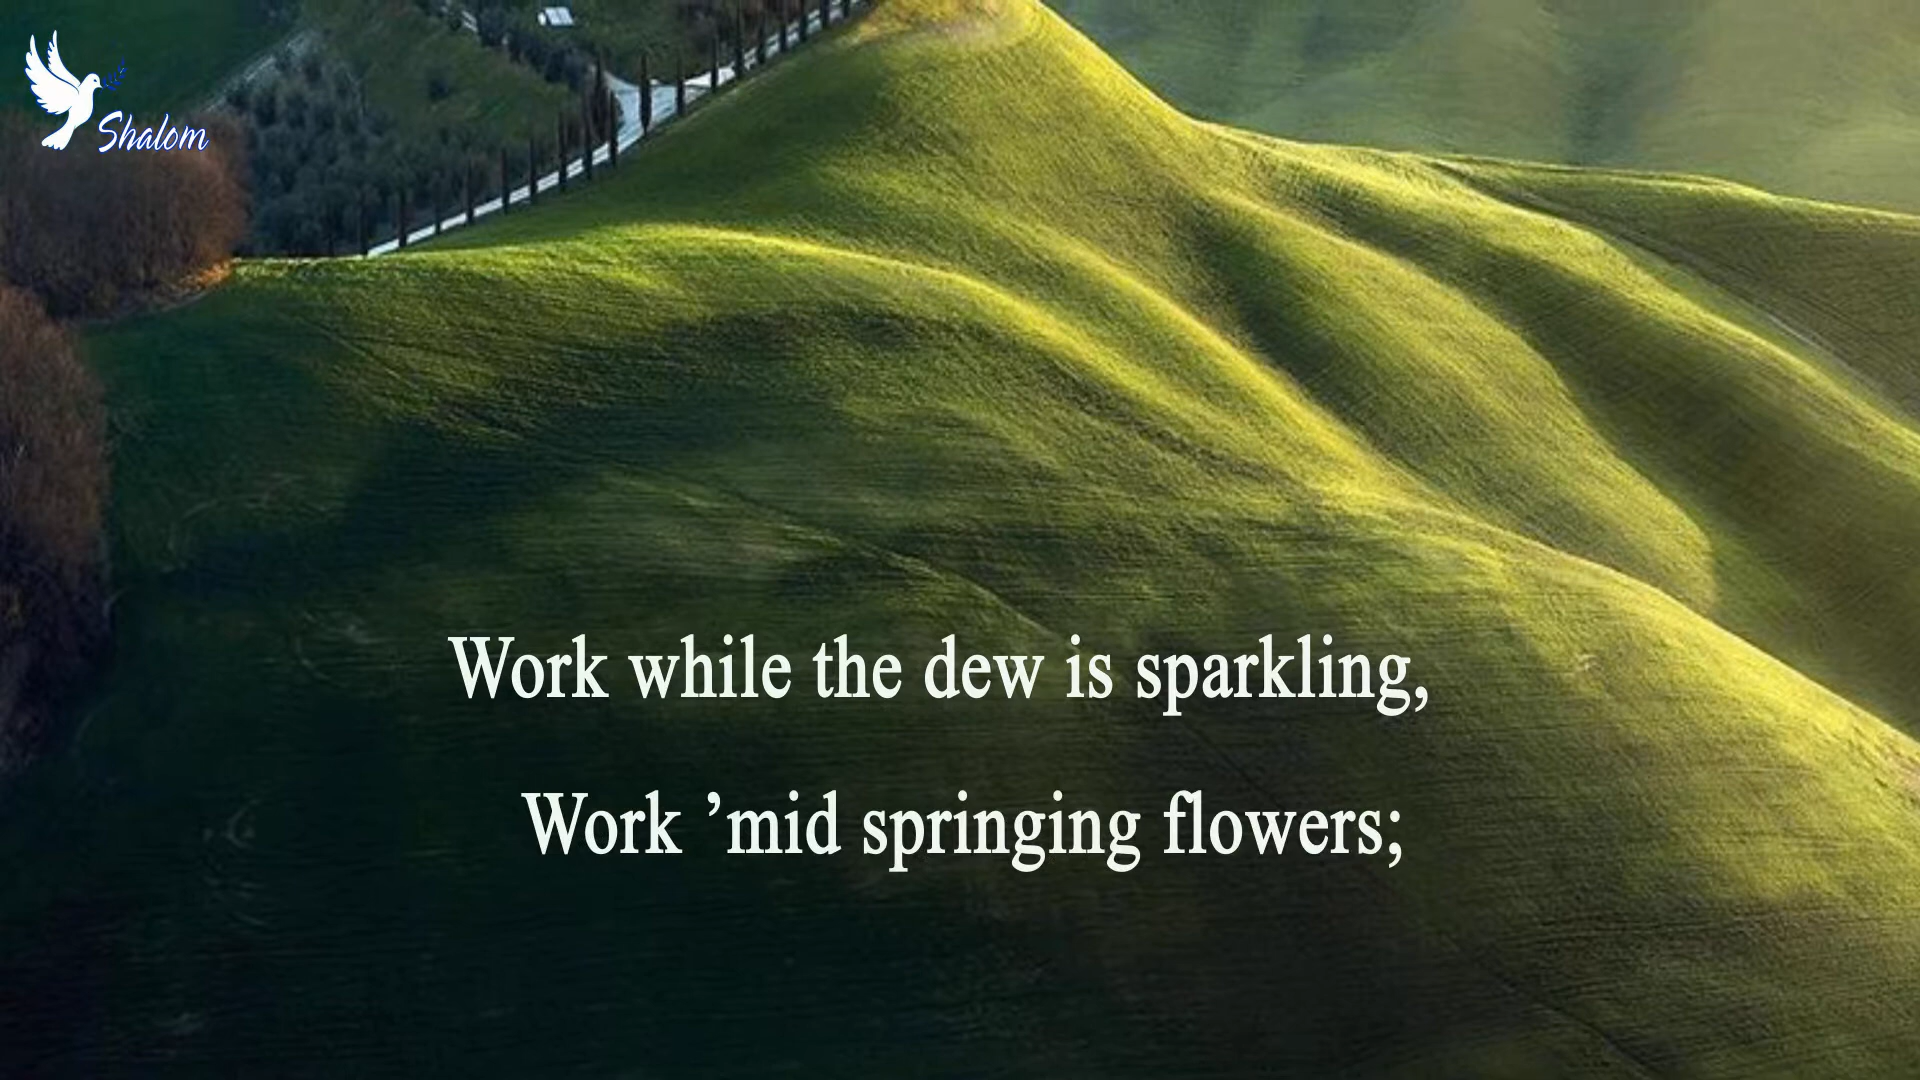 Shalom
Work while the dew is sparkling,
Work ’mid springing flowers;